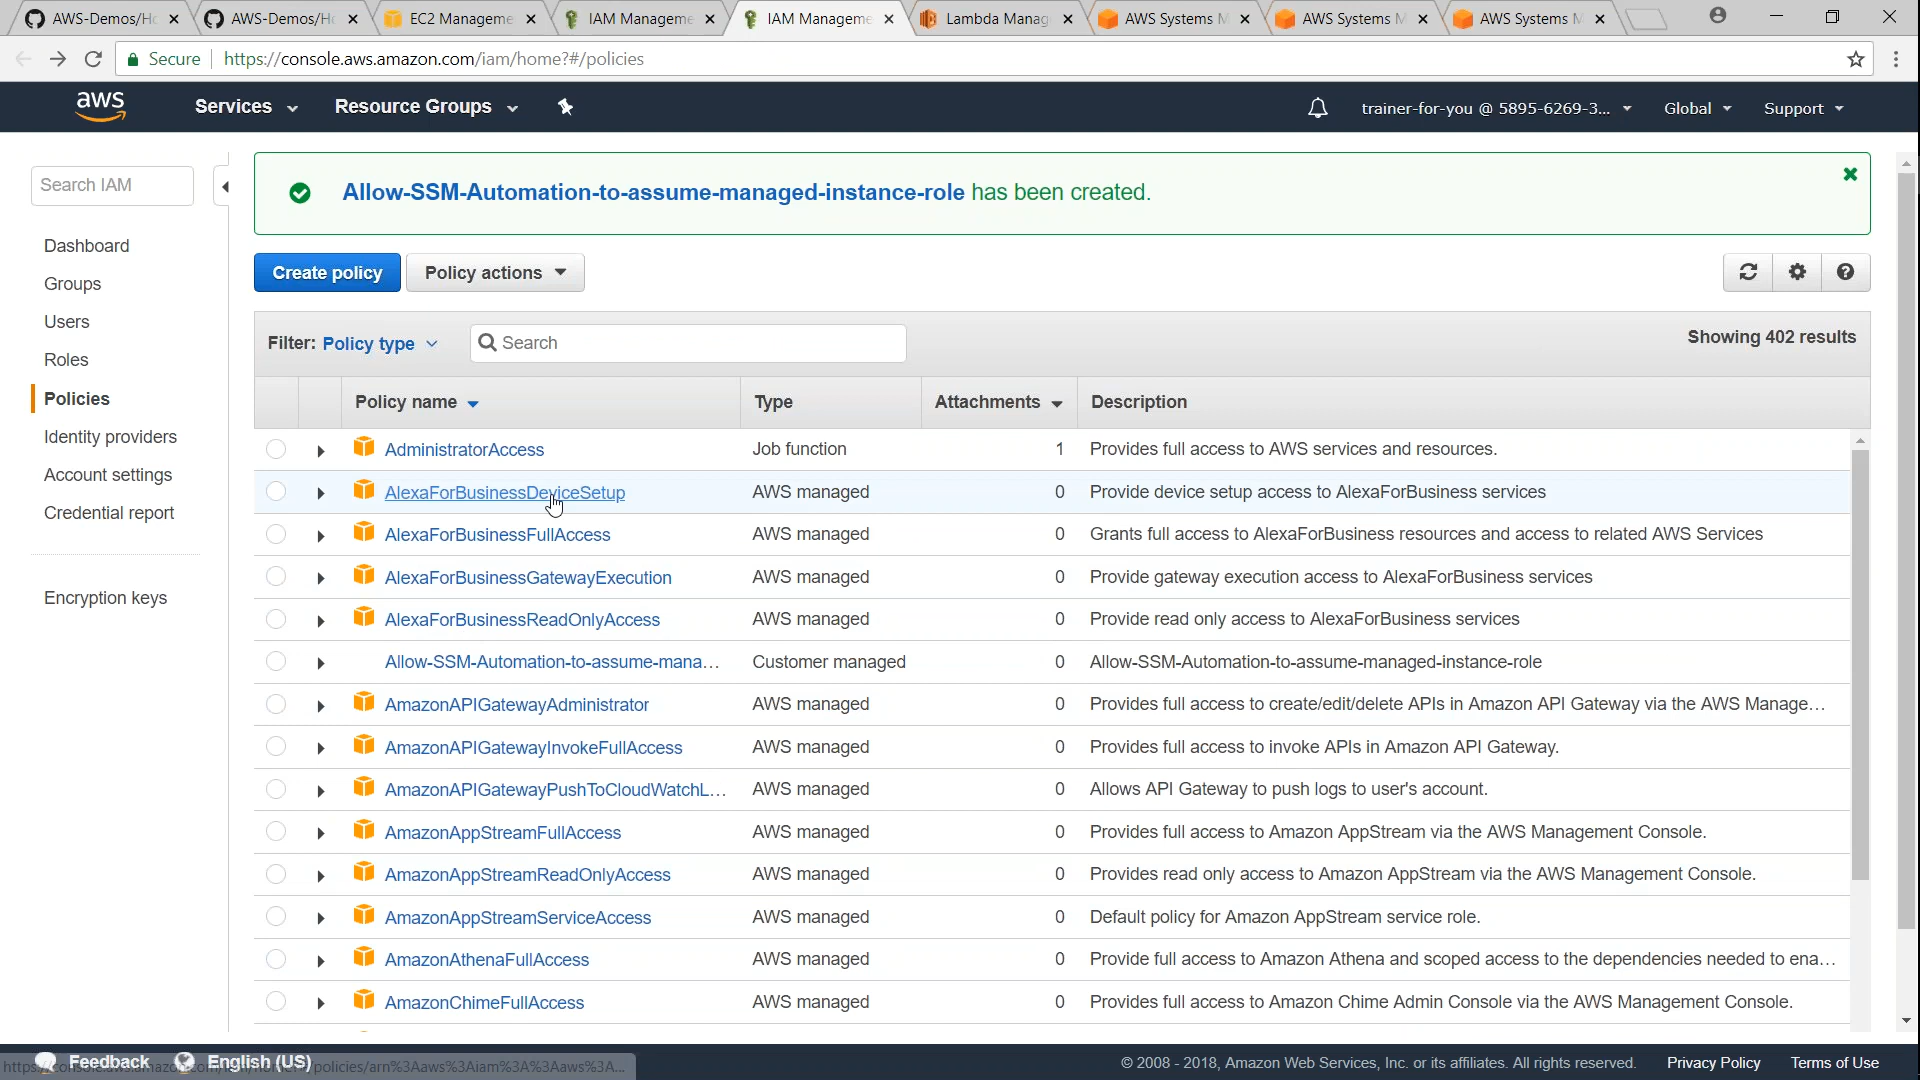 AWS-Demos/Ho
AWS-Demos/Ho
EC2 Manageme
IAM Manageme
IAM Manageme
Lambda Manag
AWS Systems M
AWS Systems M
AWS Systems M
Secure https://console.aws.amazon.com/iam/home?#/policies
aws Services Resource Groups trainer-for-you @ 5895-6269-3... Global Support
Search IAM
Dashboard
Groups
Users
Roles
Policies
Identity providers
Account settings
Credential report
Encryption keys
Allow-SSM-Automation-to-assume-managed-instance-role has been created.
Create policy Policy actions
Filter: Policy type Search Showing 402 results
Policy name Type Attachments Description
AdministratorAccess Job function 1 Provides full access to AWS services and resources.
AlexaForBusinessDeviceSetup AWS managed 0 Provide device setup access to AlexaForBusiness services
AlexaForBusinessFullAccess AWS managed 0 Grants full access to AlexaForBusiness resources and access to related AWS Services
AlexaForBusinessGatewayExecution AWS managed 0 Provide gateway execution access to AlexaForBusiness services
AlexaForBusinessReadOnlyAccess AWS managed 0 Provide read only access to AlexaForBusiness services
Allow-SSM-Automation-to-assume-mana... Customer managed 0 Allow-SSM-Automation-to-assume-managed-instance-role
AmazonAPIGatewayAdministrator AWS managed 0 Provides full access to create/edit/delete APIs in Amazon API Gateway via the AWS Manage...
AmazonAPIGatewayInvokeFullAccess AWS managed 0 Provides full access to invoke APIs in Amazon API Gateway.
AmazonAPIGatewayPushToCloudWatchL... AWS managed 0 Allows API Gateway to push logs to user's account.
AmazonAppStreamFullAccess AWS managed 0 Provides full access to Amazon AppStream via the AWS Management Console.
AmazonAppStreamReadOnlyAccess AWS managed 0 Provides read only access to Amazon AppStream via the AWS Management Console.
AmazonAppStreamServiceAccess AWS managed 0 Default policy for Amazon AppStream service role.
AmazonAthenaFullAccess AWS managed 0 Provide full access to Amazon Athena and scoped access to the dependencies needed to ena...
AmazonChimeFullAccess AWS managed 0 Provides full access to Amazon Chime Admin Console via the AWS Management Console.
Feedback English (US) © 2008 - 2018, Amazon Web Services, Inc. or its affiliates. All rights reserved. Privacy Policy Terms of Use